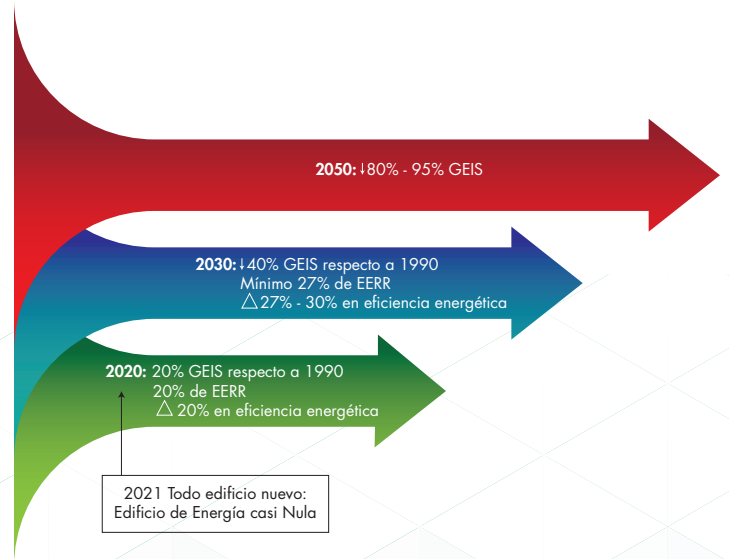 2050: ↓80% - 95% GEIS
2030: ↓40% GEIS respecto a 1990
Mínimo 27% de EERR
△ 27% - 30% en eficiencia energética
2020: 20% GEIS respecto a 1990
20% de EERR
△ 20% en eficiencia energética
2021 Todo edificio nuevo:
Edificio de Energía casi Nula